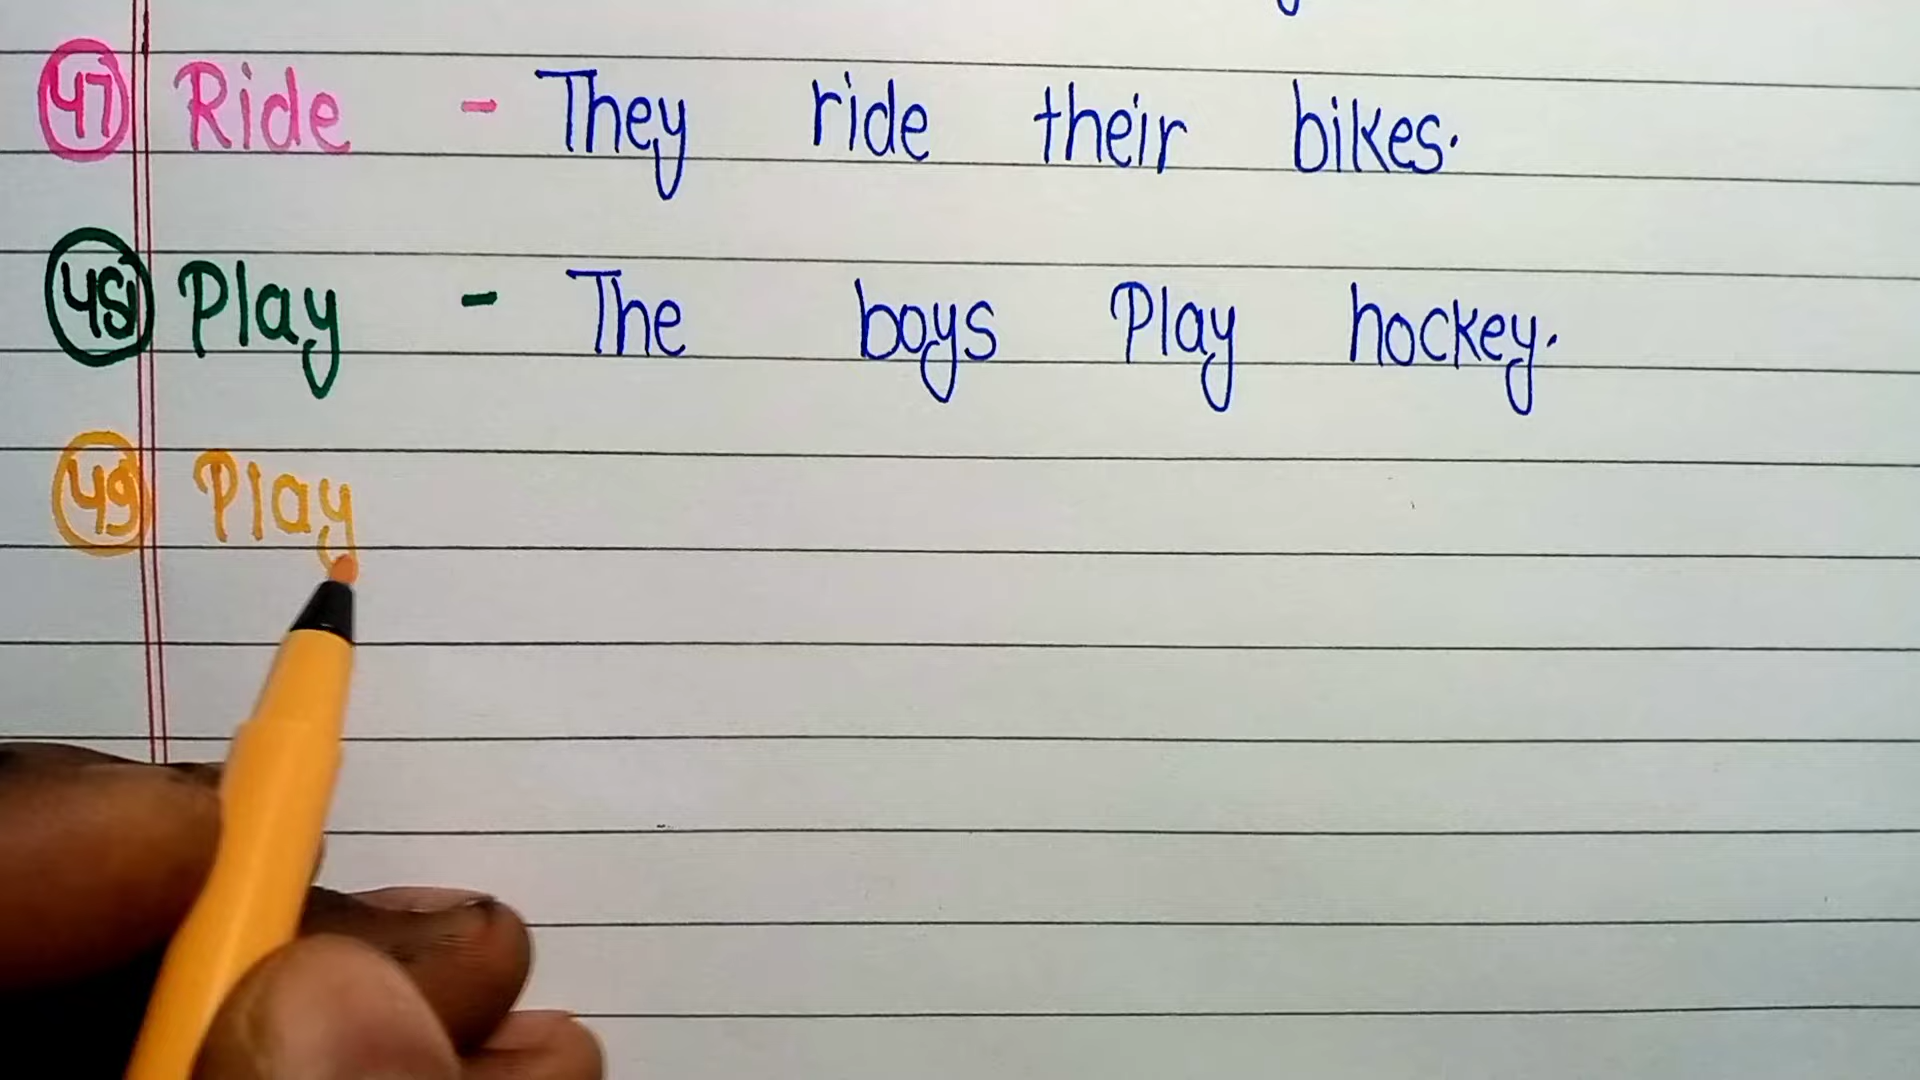 47 Ride - They ride their bikes.
48 Play - The boys Play hockey.
49 Play